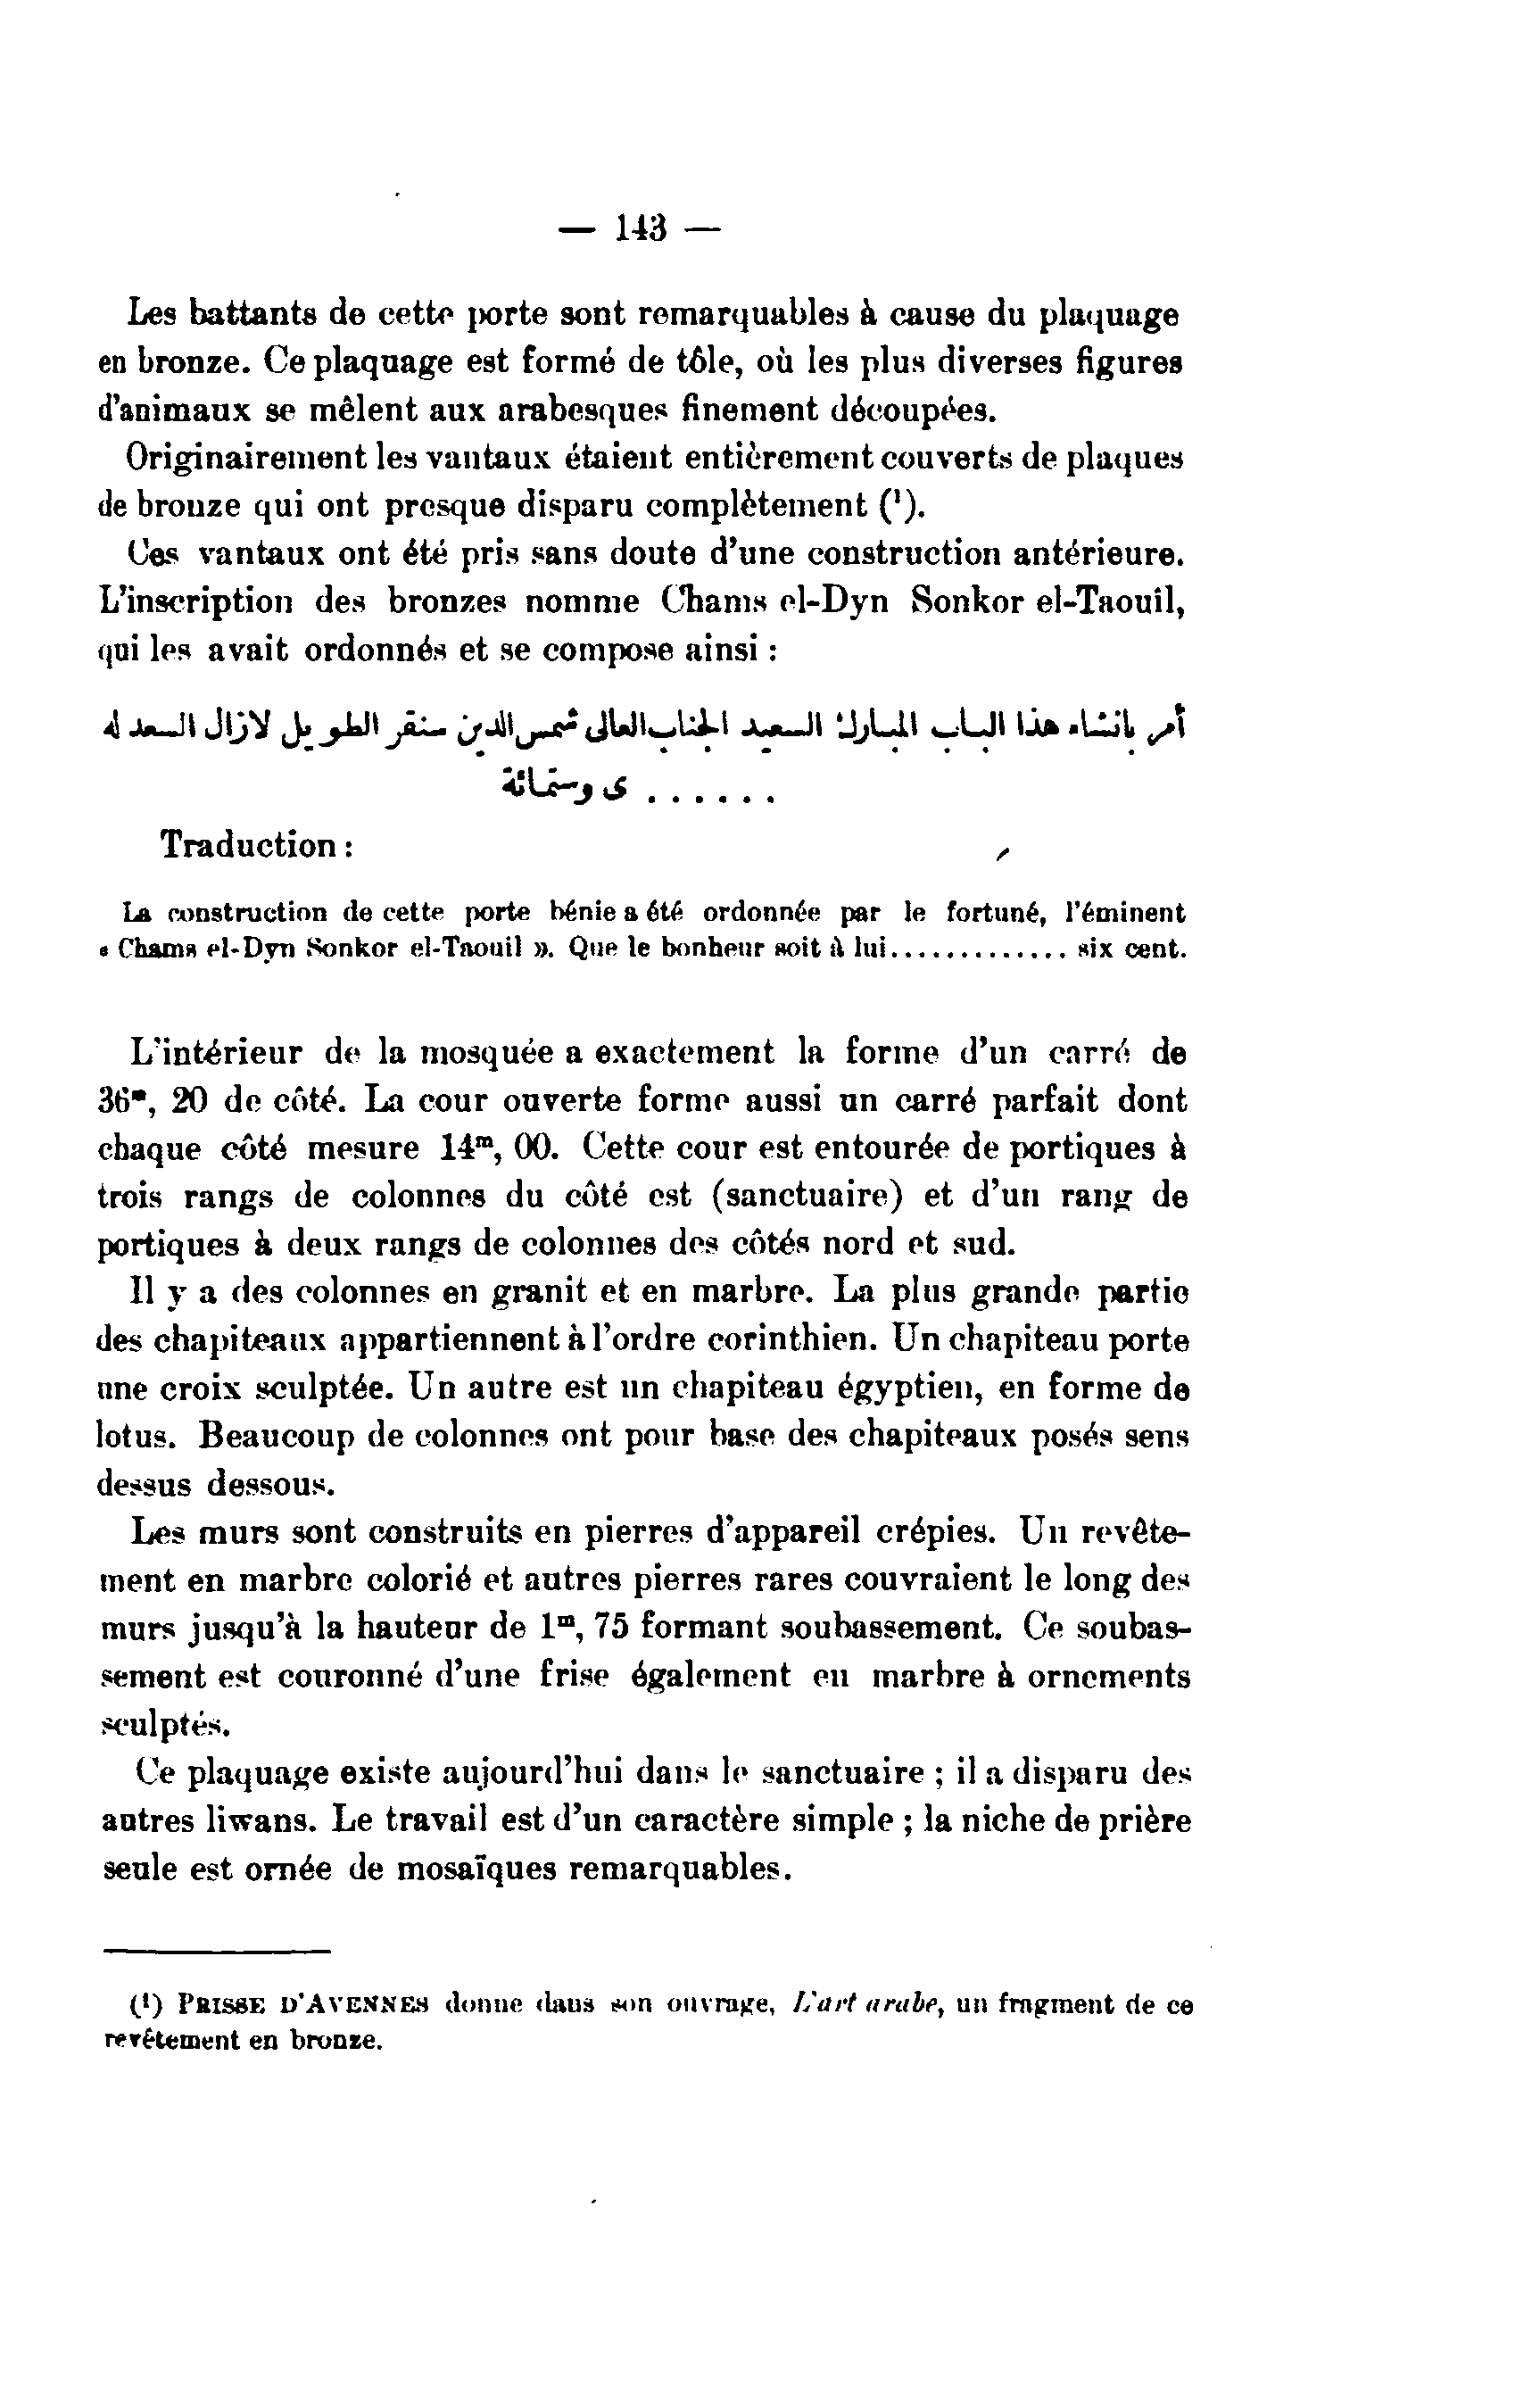 — 143 —
Les battants de cette porte sont remarquables à cause du plaquage
en bronze. Ce plaquage est formé de tôle, où les plus diverses figures
d'animaux se mêlent aux arabesques finement découpées.
Originairement les vantaux étaient entièrement couverts de plaques
de bronze qui ont presque disparu complètement (¹).
Ces vantaux ont été pris sans doute d'une construction antérieure.
L'inscription des bronzes nomme Chams el-Dyn Sonkor el-Taouil,
qui les avait ordonnés et se compose ainsi :
أمر بانشاء هذا الباب المبارك السعيد الجناب العالى شمس الدين سنقر الطويل لازال السعد له
...... ى وستمائة
Traduction :
La construction de cette porte bénie a été ordonnée par le fortuné, l'éminent
« Chams el-Dyn Sonkor el-Taouil ». Que le bonheur soit à lui............. six cent.
L'intérieur de la mosquée a exactement la forme d'un carré de
36ᵐ, 20 de côté. La cour ouverte forme aussi un carré parfait dont
chaque côté mesure 14ᵐ, 00. Cette cour est entourée de portiques à
trois rangs de colonnes du côté est (sanctuaire) et d'un rang de
portiques à deux rangs de colonnes des côtés nord et sud.
Il y a des colonnes en granit et en marbre. La plus grande partie
des chapiteaux appartiennent à l'ordre corinthien. Un chapiteau porte
une croix sculptée. Un autre est un chapiteau égyptien, en forme de
lotus. Beaucoup de colonnes ont pour base des chapiteaux posés sens
dessus dessous.
Les murs sont construits en pierres d'appareil crépies. Un revête-
ment en marbre colorié et autres pierres rares couvraient le long des
murs jusqu'à la hauteur de 1ᵐ, 75 formant soubassement. Ce soubas-
sement est couronné d'une frise également en marbre à ornements
sculptés.
Ce plaquage existe aujourd'hui dans le sanctuaire ; il a disparu des
autres liwans. Le travail est d'un caractère simple ; la niche de prière
seule est ornée de mosaïques remarquables.
(¹) PRISSE D'AVENNES donne dans son ouvrage, L'art arabe, un fragment de ce
revêtement en bronze.